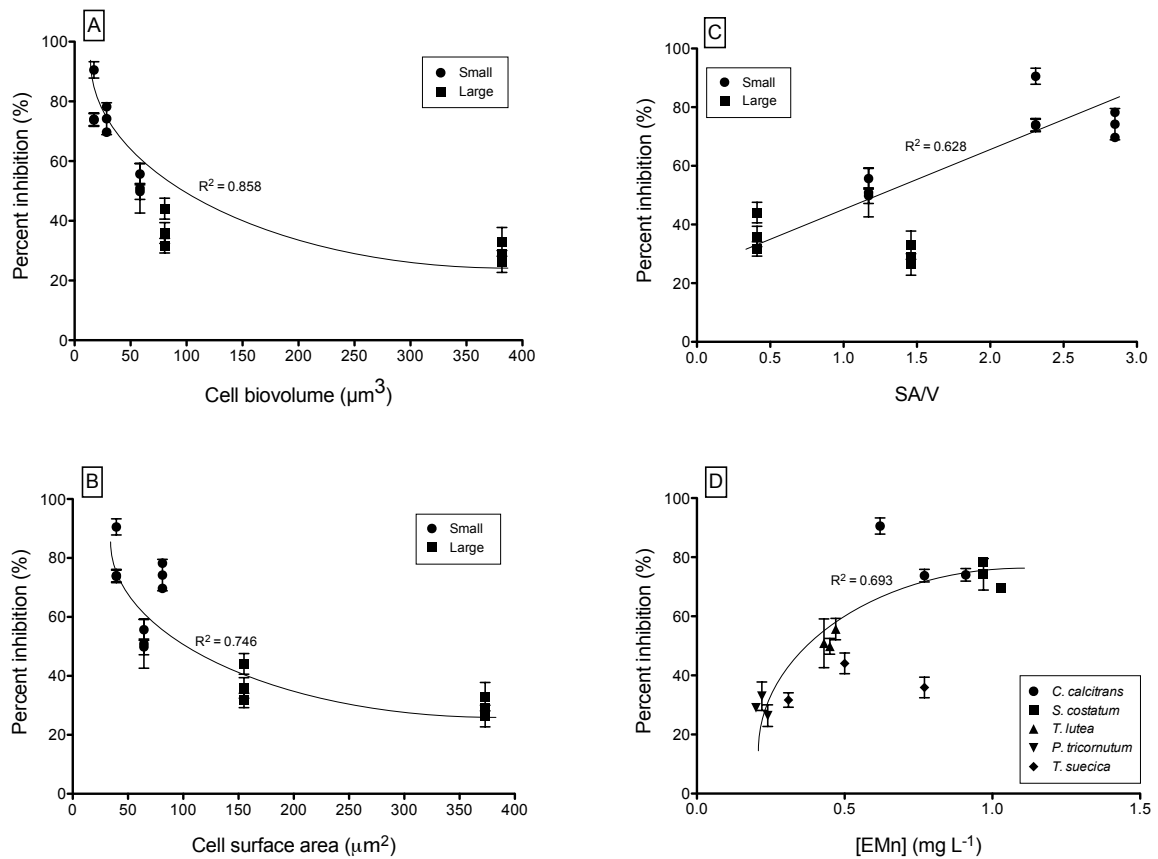 A
Percent inhibition (%)
100
80
60
40
20
0
0
50
100
150
200
250
300
350
400
Small
Large
R² = 0.858
Cell biovolume (µm³)
C
Percent inhibition (%)
100
80
60
40
20
0
0.0
0.5
1.0
1.5
2.0
2.5
3.0
Small
Large
R² = 0.628
SA/V
B
Percent inhibition (%)
100
80
60
40
20
0
0
50
100
150
200
250
300
350
400
Small
Large
R² = 0.746
Cell surface area (µm²)
D
Percent inhibition (%)
100
80
60
40
20
0
0.0
0.5
1.0
1.5
R² = 0.693
C. calcitrans
S. costatum
T. lutea
P. tricornutum
T. suecica
[EMn] (mg L⁻¹)